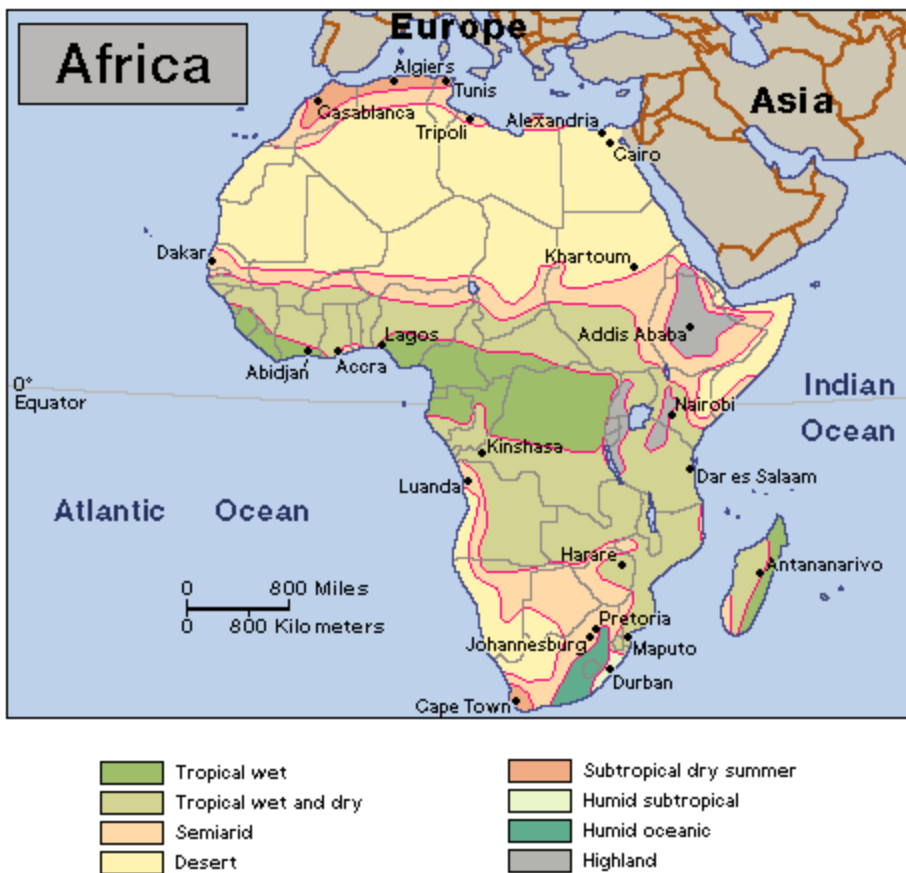 Europe
Africa
Algiers
Tunis
Asia
Casablanca
Alexandria
Tripoli
Cairo
Dakar
Khartoum
Lagos
Addis Ababa
Abidjan
Accra
0°
Equator
Indian
Ocean
Nairobi
Kinshasa
Dar es Salaam
Luanda
Atlantic Ocean
Harare
Antananarivo
0 800 Miles
0 800 Kilometers
Pretoria
Johannesburg
Maputo
Durban
Cape Town
Tropical wet
Tropical wet and dry
Semiarid
Desert
Subtropical dry summer
Humid subtropical
Humid oceanic
Highland